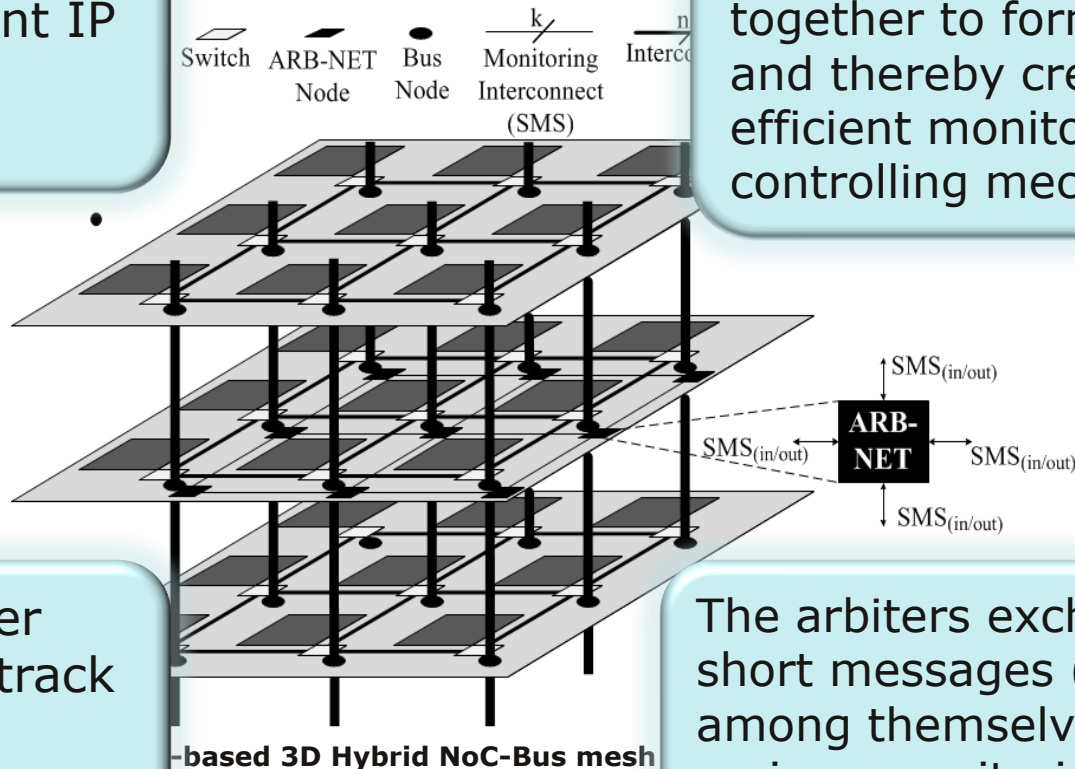 nt IP
Switch
ARB-NET
Node
Bus
Node
k
Monitoring
Interconnect
(SMS)
n
together to form
and thereby cre
efficient monito
controlling mec
SMS(in/out)
SMS(in/out)
ARB-
NET
SMS(in/out)
SMS(in/out)
er
track
The arbiters exch
short messages (
among themselv
-based 3D Hybrid NoC-Bus mesh